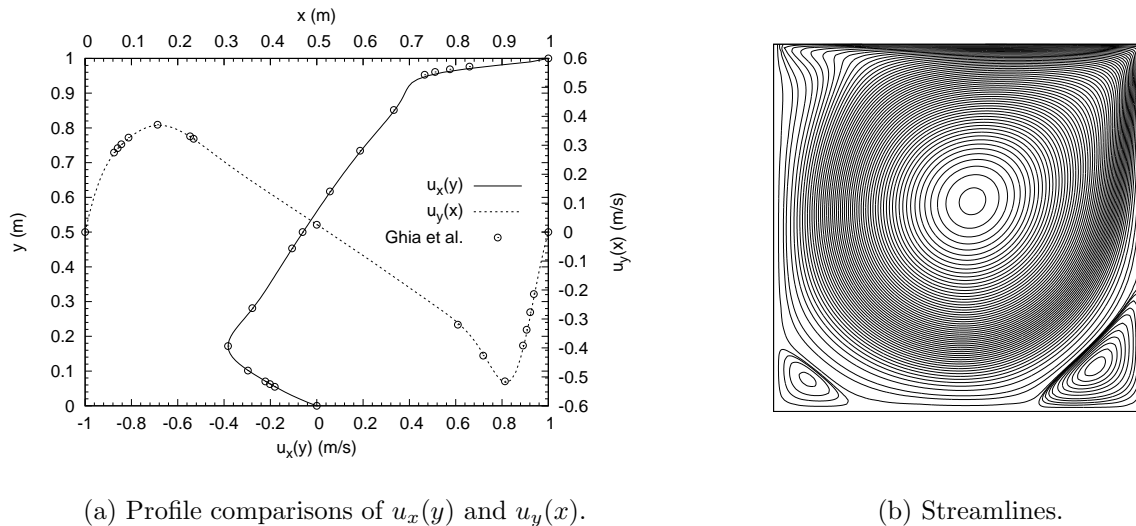 x (m)
0 0.1 0.2 0.3 0.4 0.5 0.6 0.7 0.8 0.9 1
1
0.9
0.8
0.7
0.6
0.5
0.4
0.3
0.2
0.1
0
y (m)
u_x(y)
u_y(x)
Ghia et al.
0.6
0.5
0.4
0.3
0.2
0.1
0
-0.1
-0.2
-0.3
-0.4
-0.5
-0.6
u_y(x) (m/s)
-1 -0.8 -0.6 -0.4 -0.2 0 0.2 0.4 0.6 0.8 1
u_x(y) (m/s)
(a) Profile comparisons of u_x(y) and u_y(x).
(b) Streamlines.